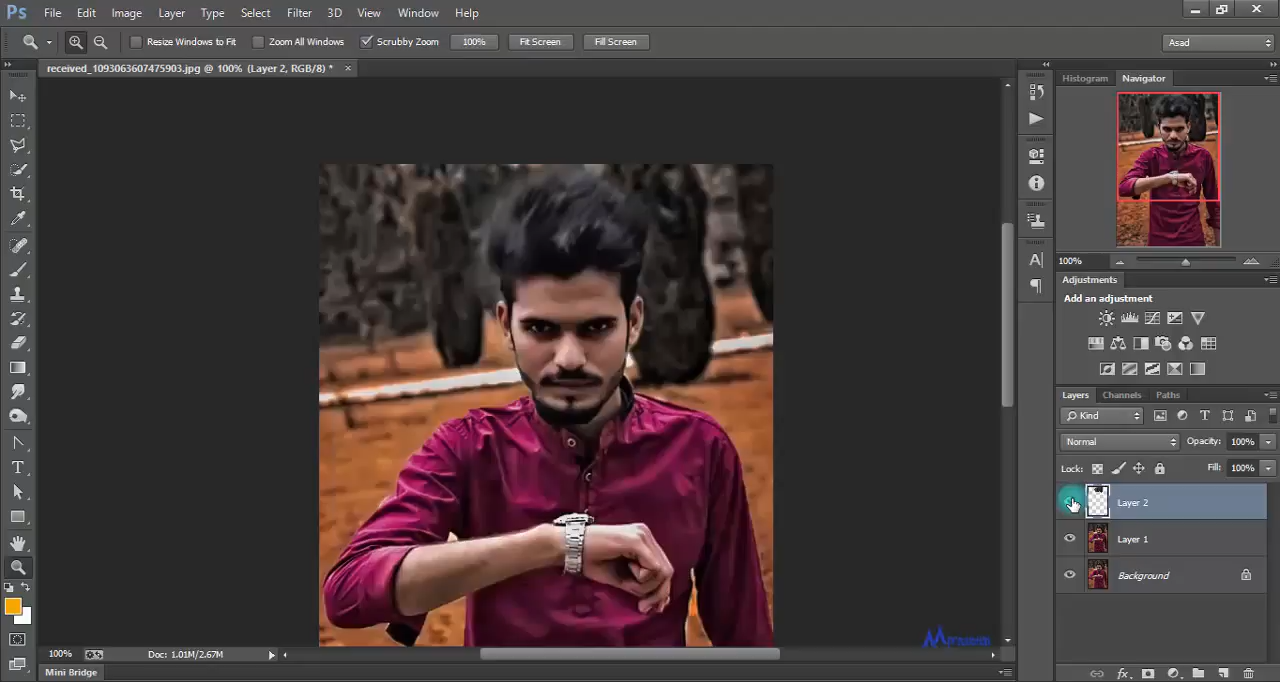 Ps File Edit Image Layer Type Select Filter 3D View Window Help
Resize Windows to Fit Zoom All Windows Scrubby Zoom 100% Fit Screen Fill Screen Asad
received_1093063607475903.jpg @ 100% (Layer 2, RGB/8) *
Histogram Navigator
100%
Adjustments
Add an adjustment
Layers Channels Paths
Kind
Normal Opacity: 100%
Lock: Fill: 100%
Layer 2
Layer 1
Background
100% Doc: 1.01M/2.67M
Mini Bridge